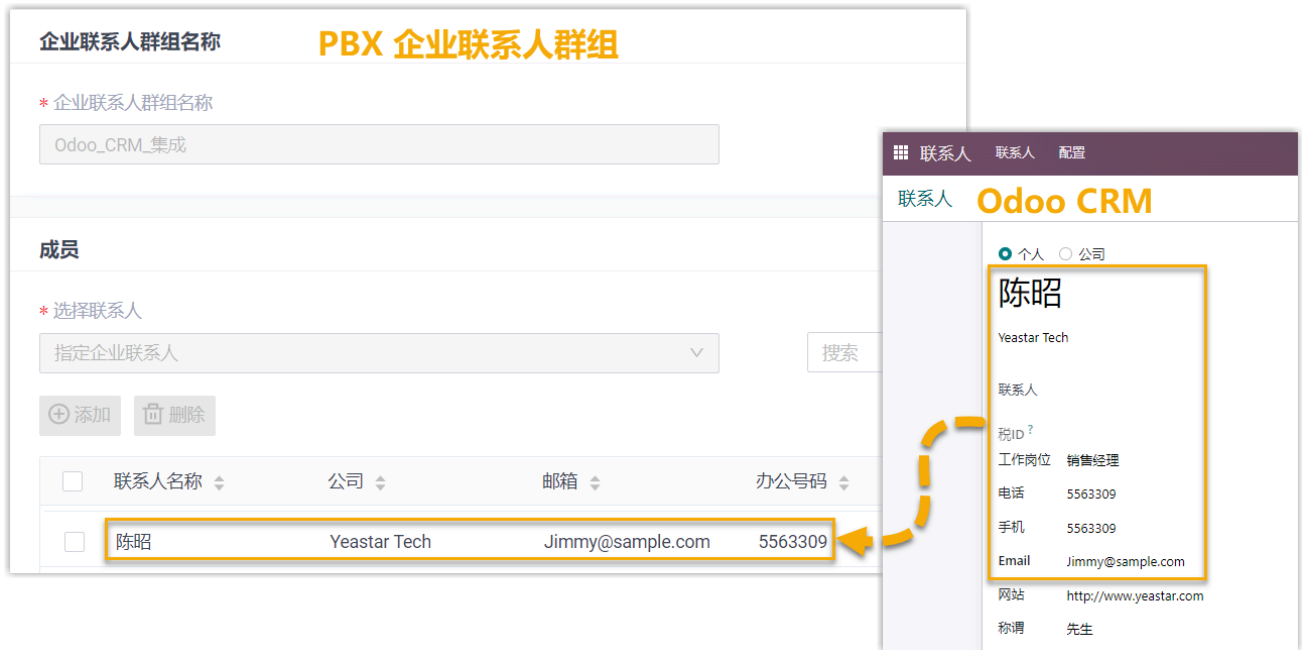 企业联系人群组名称
PBX 企业联系人群组
* 企业联系人群组名称
Odoo_CRM_集成
成员
* 选择联系人
指定企业联系人
搜索
添加 删除
联系人名称 公司 邮箱 办公号码
陈昭 Yeastar Tech Jimmy@sample.com 5563309
联系人 联系人 配置
联系人
Odoo CRM
个人 公司
陈昭
Yeastar Tech
联系人
税ID ?
工作岗位 销售经理
电话 5563309
手机 5563309
Email Jimmy@sample.com
网站 http://www.yeastar.com
称谓 先生